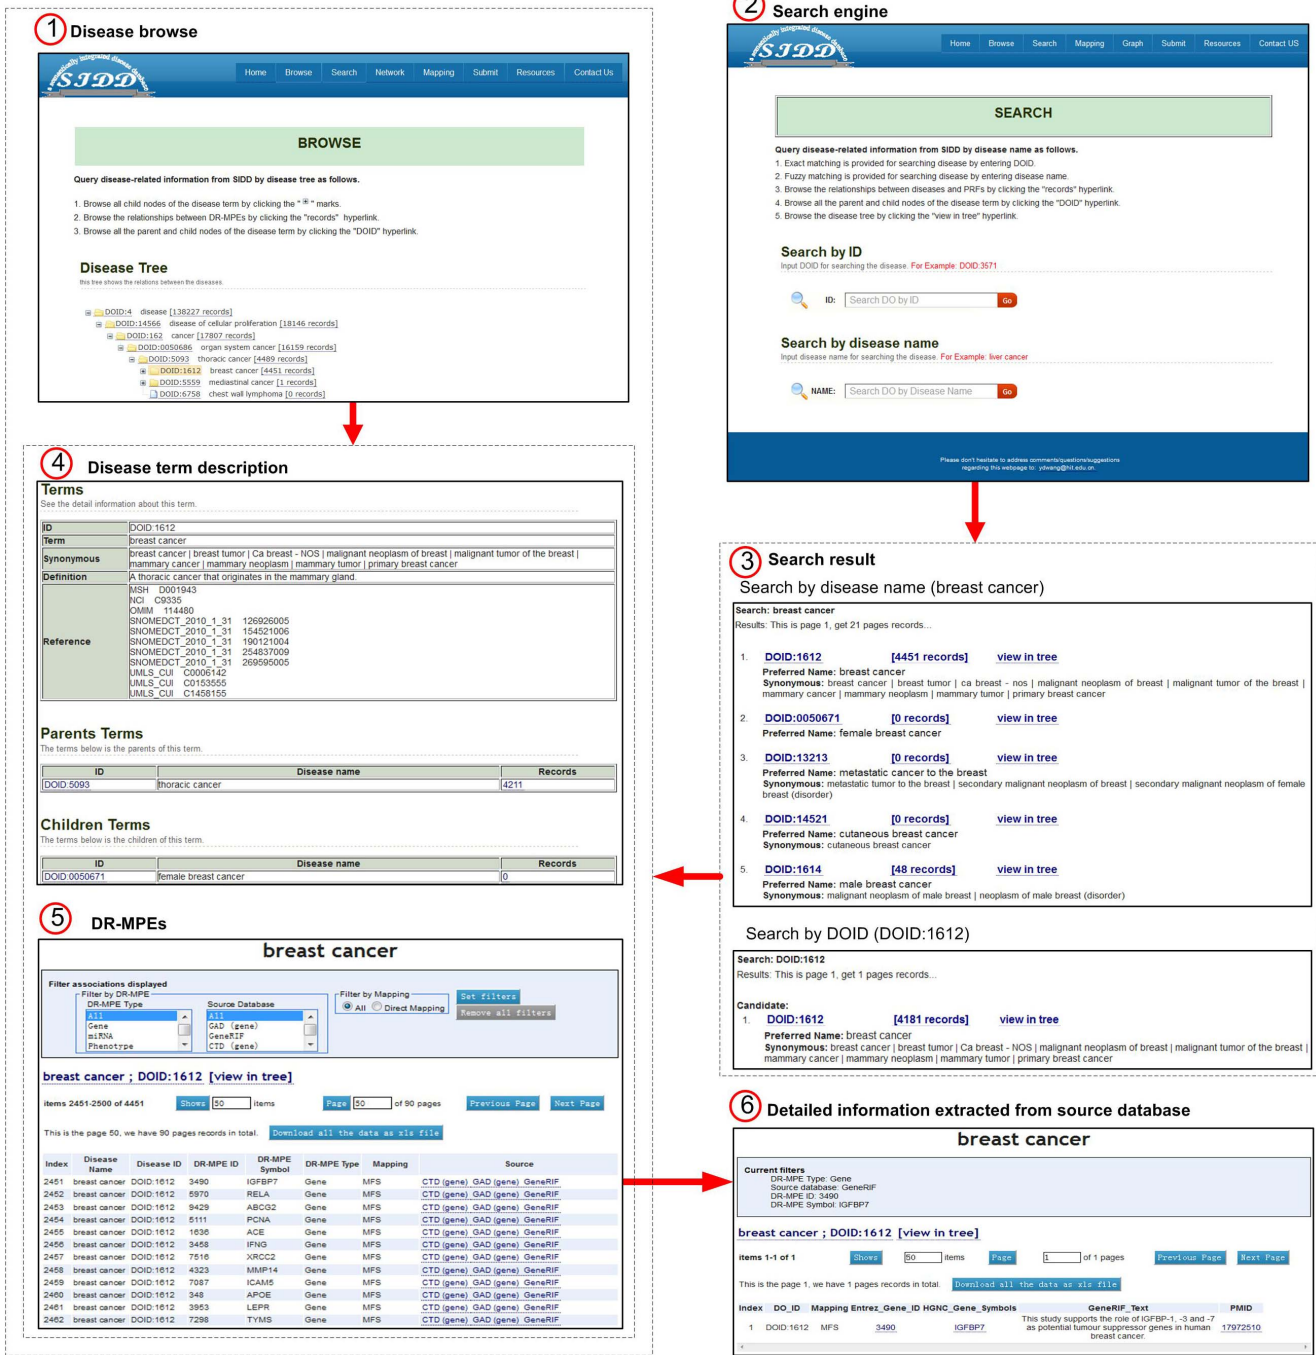 1 Disease browse
a semantically integrated disease database
SIDD
Home Browse Search Network Mapping Submit Resources Contact Us
BROWSE
Query disease-related information from SIDD by disease tree as follows.
1. Browse all child nodes of the disease term by clicking the " " marks.
2. Browse the relationships between DR-MPEs by clicking the "records" hyperlink.
3. Browse all the parent and child nodes of the disease term by clicking the "DOID" hyperlink.
Disease Tree
this tree shows the relations between the diseases.
DOID:4 disease [138227 records]
DOID:14566 disease of cellular proliferation [18146 records]
DOID:162 cancer [17807 records]
DOID:0050686 organ system cancer [16159 records]
DOID:5093 thoracic cancer [4489 records]
DOID:1612 breast cancer [4451 records]
DOID:5559 mediastinal cancer [1 records]
DOID:6758 chest wall lymphoma [0 records]
2 Search engine
SIDD
Home Browse Search Mapping Graph Submit Resources Contact US
SEARCH
Query disease-related information from SIDD by disease name as follows.
1. Exact matching is provided for searching disease by entering DOID.
2. Fuzzy matching is provided for searching disease by entering disease name.
3. Browse the relationships between diseases and PRFs by clicking the "records" hyperlink.
4. Browse all the parent and child nodes of the disease term by clicking the "DOID" hyperlink.
5. Browse the disease tree by clicking the "view in tree" hyperlink.
Search by ID
Input DOID for searching the disease. For Example: DOID:3571
ID: Search DO by ID Go
Search by disease name
Input disease name for searching the disease. For Example: liver cancer
NAME: Search DO by Disease Name Go
Please don't hesitate to address comments/questions/suggestions
regarding this webpage to: ydwang@hit.edu.cn.
4 Disease term description
Terms
See the detail information about this term.
ID DOID:1612
Term breast cancer
Synonymous breast cancer | breast tumor | Ca breast - NOS | malignant neoplasm of breast | malignant tumor of the breast |
mammary cancer | mammary neoplasm | mammary tumor | primary breast cancer
Definition A thoracic cancer that originates in the mammary gland.
Reference MSH D001943
NCI C9335
OMIM 114480
SNOMEDCT_2010_1_31 126926005
SNOMEDCT_2010_1_31 154521006
SNOMEDCT_2010_1_31 190121004
SNOMEDCT_2010_1_31 254837009
SNOMEDCT_2010_1_31 269595005
UMLS_CUI C0006142
UMLS_CUI C0153555
UMLS_CUI C1458155
Parents Terms
The terms below is the parents of this term.
ID Disease name Records
DOID:5093 thoracic cancer 4211
Children Terms
The terms below is the children of this term.
ID Disease name Records
DOID:0050671 female breast cancer 0
3 Search result
Search by disease name (breast cancer)
Search: breast cancer
Results: This is page 1, get 21 pages records...
1. DOID:1612 [4451 records] view in tree
Preferred Name: breast cancer
Synonymous: breast cancer | breast tumor | ca breast - nos | malignant neoplasm of breast | malignant tumor of the breast |
mammary cancer | mammary neoplasm | mammary tumor | primary breast cancer
2. DOID:0050671 [0 records] view in tree
Preferred Name: female breast cancer
3. DOID:13213 [0 records] view in tree
Preferred Name: metastatic cancer to the breast
Synonymous: metastatic tumor to the breast | secondary malignant neoplasm of breast | secondary malignant neoplasm of female
breast (disorder)
4. DOID:14521 [0 records] view in tree
Preferred Name: cutaneous breast cancer
Synonymous: cutaneous breast cancer
5. DOID:1614 [48 records] view in tree
Preferred Name: male breast cancer
Synonymous: malignant neoplasm of male breast | neoplasm of male breast (disorder)
Search by DOID (DOID:1612)
Search: DOID:1612
Results: This is page 1, get 1 pages records...
Candidate:
1. DOID:1612 [4181 records] view in tree
Preferred Name: breast cancer
Synonymous: breast cancer | breast tumor | Ca breast - NOS | malignant neoplasm of breast | malignant tumor of the breast |
mammary cancer | mammary neoplasm | mammary tumor | primary breast cancer
5 DR-MPEs
breast cancer
Filter associations displayed
Filter by DR-MPE Filter by Mapping
DR-MPE Type Source Database
All All All Direct Mapping Set filters
Gene GAD (gene) Remove all filters
miRNA GeneRIF
Phenotype CTD (gene)
breast cancer ; DOID:1612 [view in tree]
items 2451-2500 of 4451 Shows 50 items Page 50 of 90 pages Previous Page Next Page
This is the page 50, we have 90 pages records in total. Download all the data as xls file
Index Disease Name Disease ID DR-MPE ID DR-MPE Symbol DR-MPE Type Mapping Source
2451 breast cancer DOID:1612 3490 IGFBP7 Gene MFS CTD (gene) GAD (gene) GeneRIF
2452 breast cancer DOID:1612 5970 RELA Gene MFS CTD (gene) GAD (gene) GeneRIF
2453 breast cancer DOID:1612 9429 ABCG2 Gene MFS CTD (gene) GAD (gene) GeneRIF
2454 breast cancer DOID:1612 5111 PCNA Gene MFS CTD (gene) GAD (gene) GeneRIF
2455 breast cancer DOID:1612 1636 ACE Gene MFS CTD (gene) GAD (gene) GeneRIF
2456 breast cancer DOID:1612 3458 IFNG Gene MFS CTD (gene) GAD (gene) GeneRIF
2457 breast cancer DOID:1612 7516 XRCC2 Gene MFS CTD (gene) GAD (gene) GeneRIF
2458 breast cancer DOID:1612 4323 MMP14 Gene MFS CTD (gene) GAD (gene) GeneRIF
2459 breast cancer DOID:1612 7087 ICAM5 Gene MFS CTD (gene) GAD (gene) GeneRIF
2460 breast cancer DOID:1612 348 APOE Gene MFS CTD (gene) GAD (gene) GeneRIF
2461 breast cancer DOID:1612 3953 LEPR Gene MFS CTD (gene) GAD (gene) GeneRIF
2462 breast cancer DOID:1612 7298 TYMS Gene MFS CTD (gene) GAD (gene) GeneRIF
6 Detailed information extracted from source database
breast cancer
Current filters
DR-MPE Type: Gene
Source database: GeneRIF
DR-MPE ID: 3490
DR-MPE Symbol: IGFBP7
breast cancer ; DOID:1612 [view in tree]
items 1-1 of 1 Shows 50 items Page 1 of 1 pages Previous Page Next Page
This is the page 1, we have 1 pages records in total. Download all the data as xls file
Index DO_ID Mapping Entrez_Gene_ID HGNC_Gene_Symbols GeneRIF_Text PMID
1 DOID:1612 MFS 3490 IGFBP7 This study supports the role of IGFBP-1, -3 and -7
as potential tumour suppressor genes in human
breast cancer. 17972510